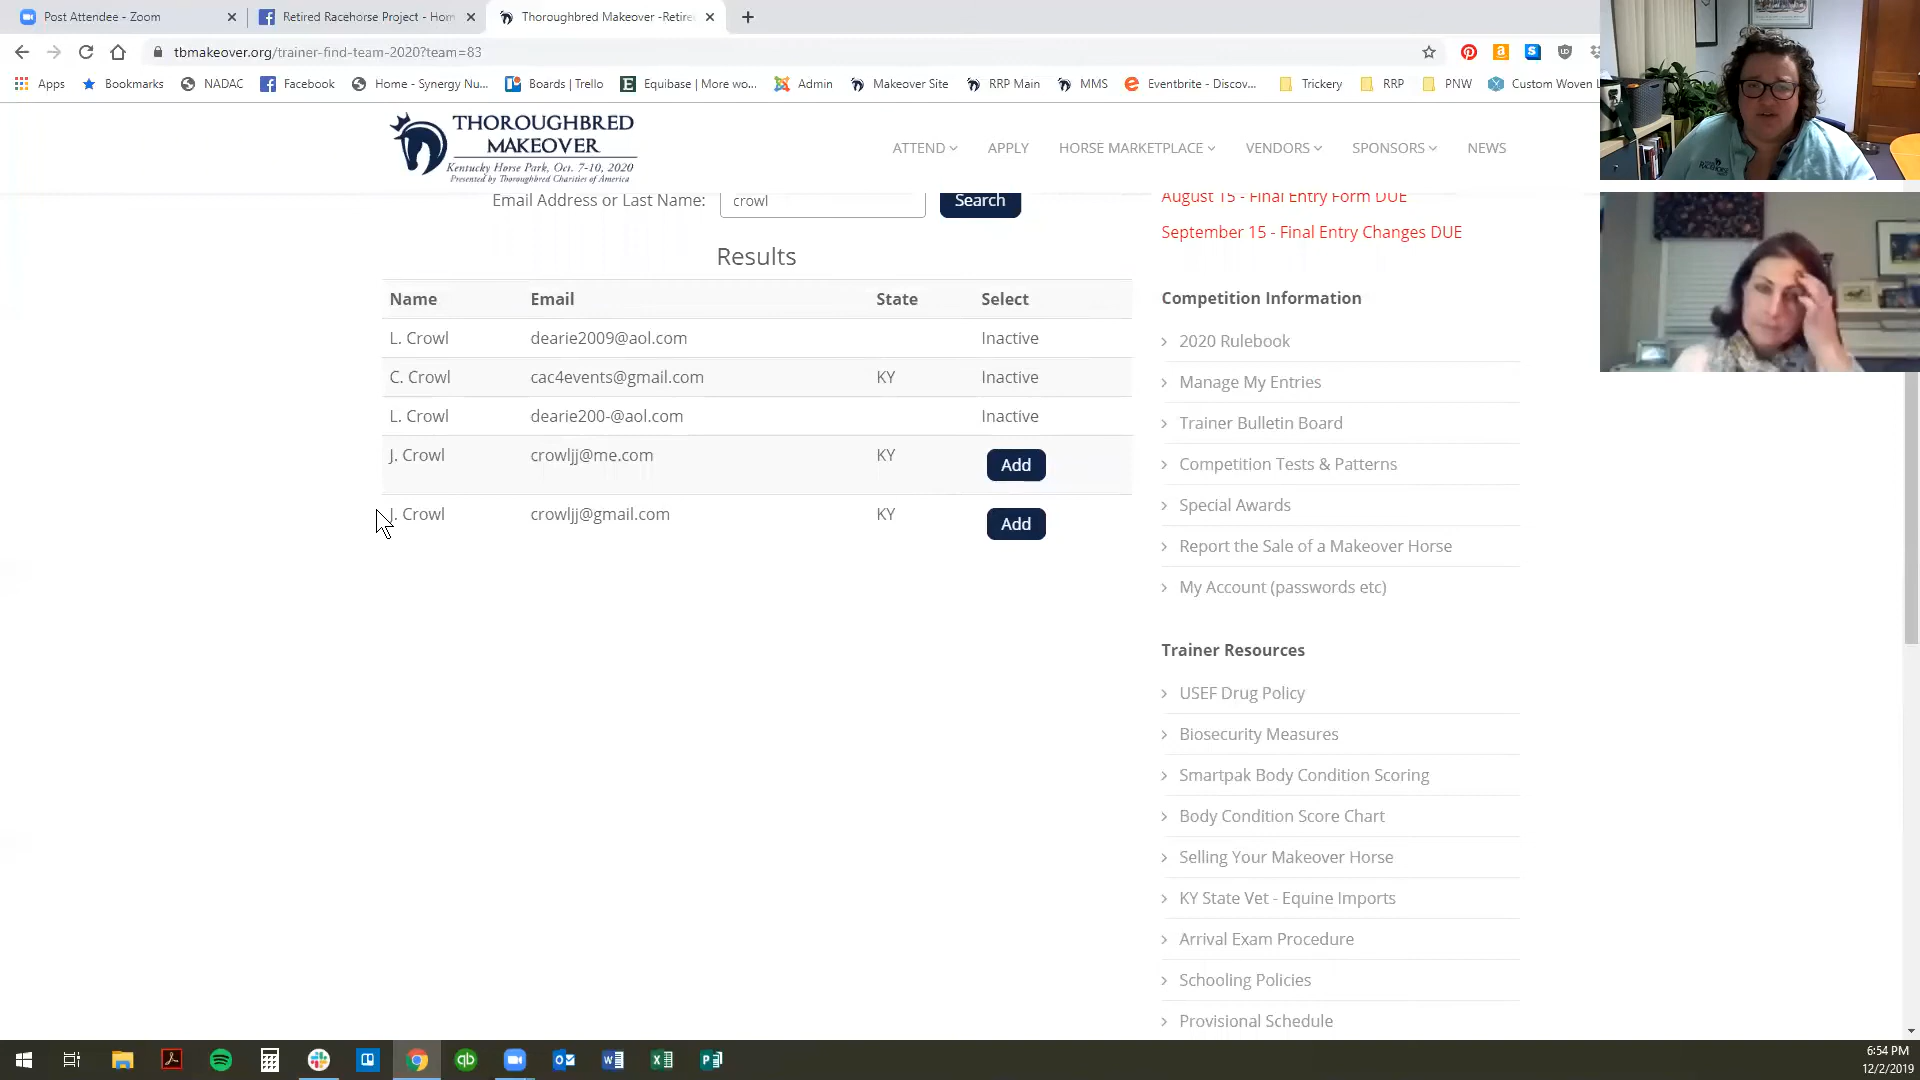 Post Attendee - Zoom
Retired Racehorse Project - Hom
Thoroughbred Makeover -Retire
tbmakeover.org/trainer-find-team-2020?team=83
Apps
Bookmarks
NADAC
Facebook
Home - Synergy Nu...
Boards | Trello
Equibase | More wo...
Admin
Makeover Site
RRP Main
MMS
Eventbrite - Discov...
Trickery
RRP
PNW
Custom Woven L
THOROUGHBRED
MAKEOVER
Kentucky Horse Park, Oct. 7-10, 2020
Presented by Thoroughbred Charities of America
ATTEND
APPLY
HORSE MARKETPLACE
VENDORS
SPONSORS
NEWS
Email Address or Last Name:
crowl
Search
Results
Name Email State Select
L. Crowl dearie2009@aol.com Inactive
C. Crowl cac4events@gmail.com KY Inactive
L. Crowl dearie200-@aol.com Inactive
J. Crowl crowljj@me.com KY Add
J. Crowl crowljj@gmail.com KY Add
August 15 - Final Entry Form DUE
September 15 - Final Entry Changes DUE
Competition Information
2020 Rulebook
Manage My Entries
Trainer Bulletin Board
Competition Tests & Patterns
Special Awards
Report the Sale of a Makeover Horse
My Account (passwords etc)
Trainer Resources
USEF Drug Policy
Biosecurity Measures
Smartpak Body Condition Scoring
Body Condition Score Chart
Selling Your Makeover Horse
KY State Vet - Equine Imports
Arrival Exam Procedure
Schooling Policies
Provisional Schedule
6:54 PM
12/2/2019